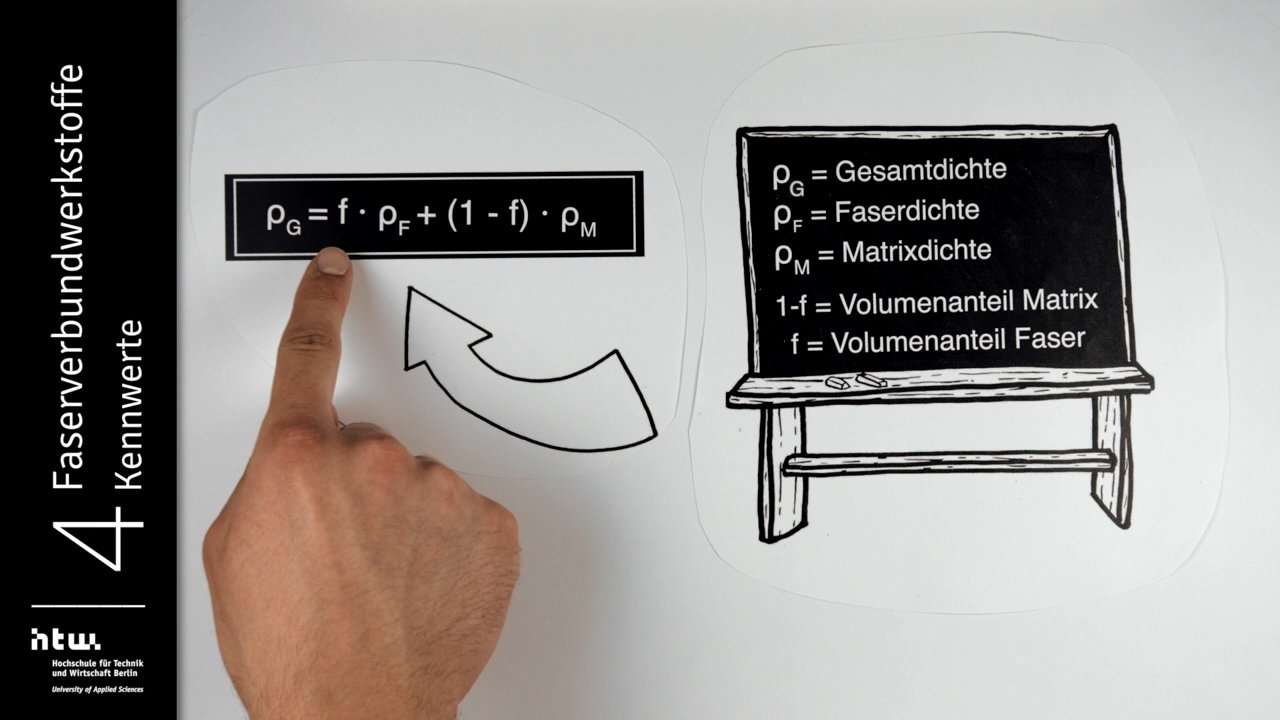 4 Faserverbundwerkstoffe
Kennwerte
htw.
Hochschule für Technik
und Wirtschaft Berlin
University of Applied Sciences
ρG = f · ρF + (1 - f) · ρM
ρG = Gesamtdichte
ρF = Faserdichte
ρM = Matrixdichte
1-f = Volumenanteil Matrix
f = Volumenanteil Faser